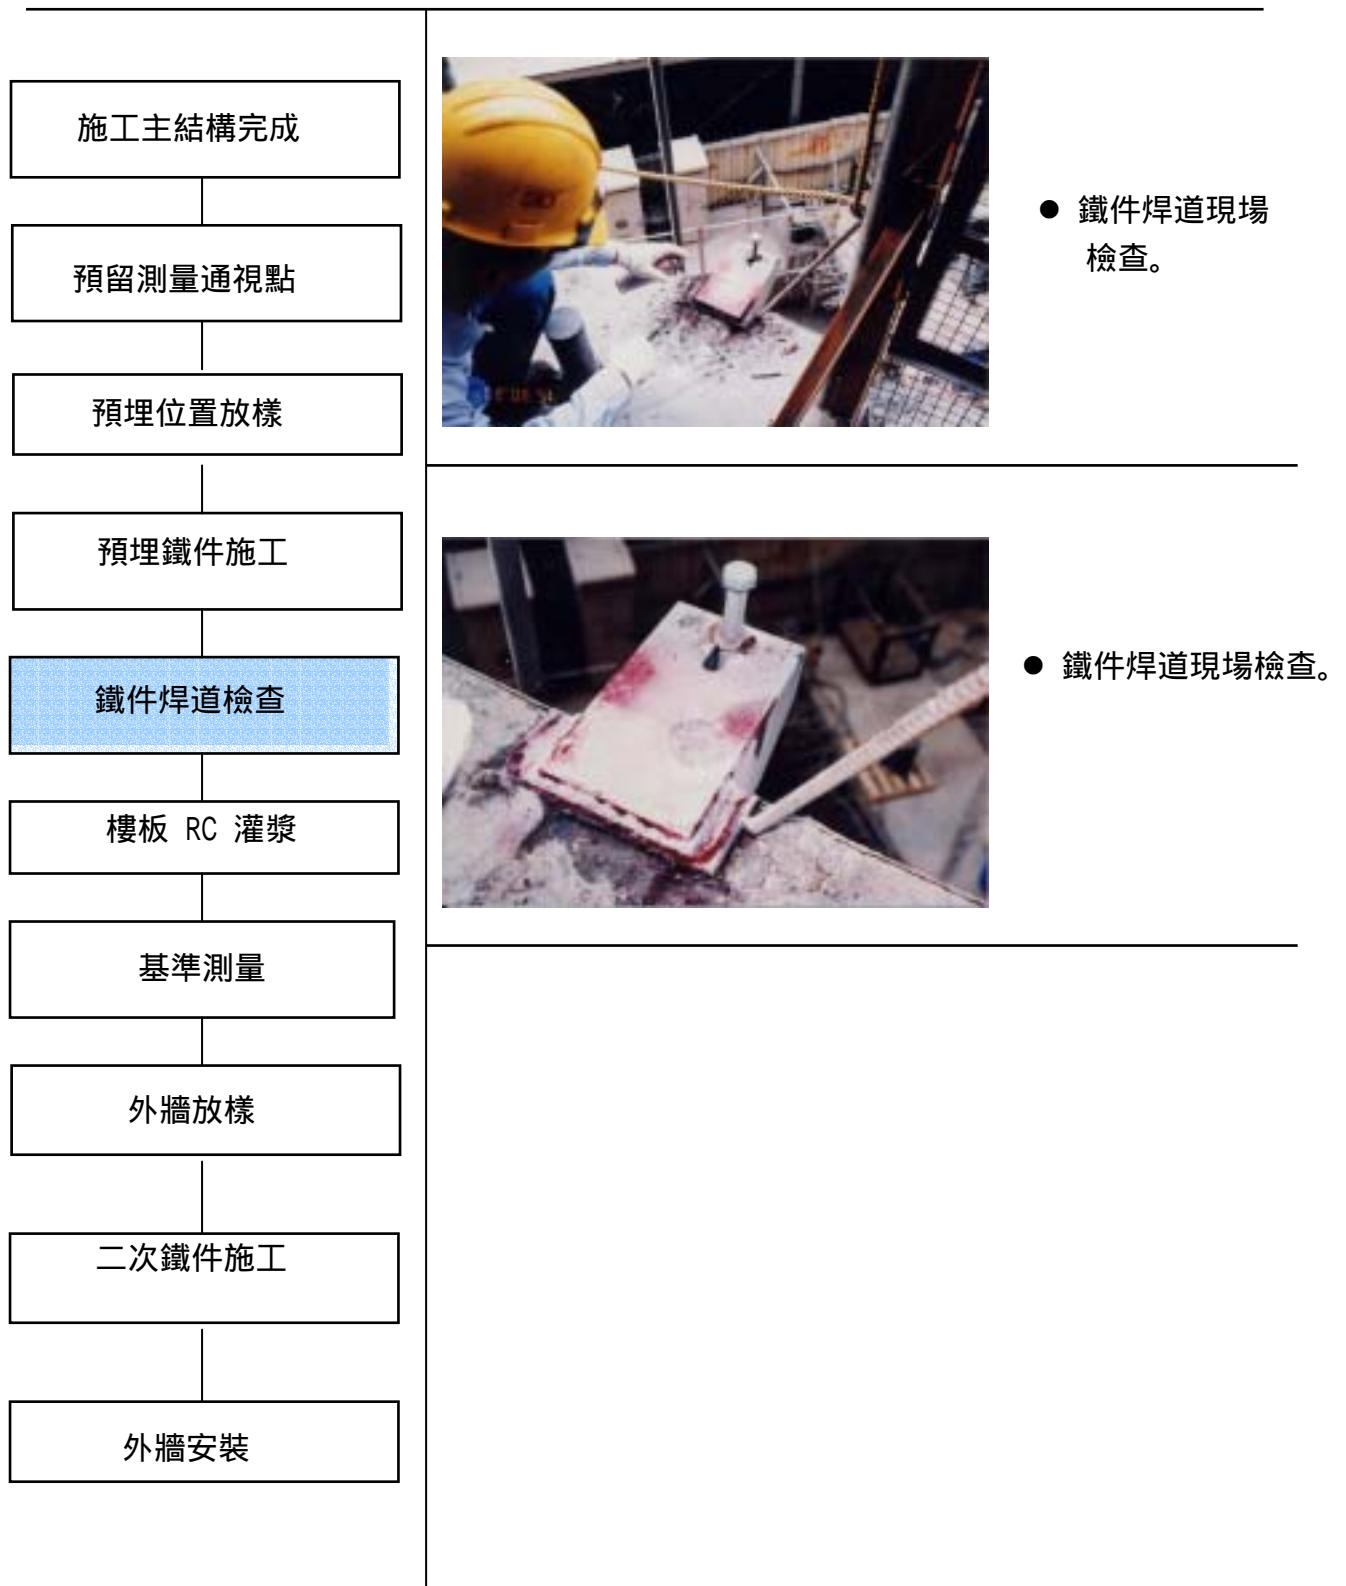 施工主結構完成
預留測量通視點
預埋位置放樣
預埋鐵件施工
鐵件焊道檢查
樓板 RC 灌漿
基準測量
外牆放樣
二次鐵件施工
外牆安裝
● 鐵件焊道現場
檢查。
● 鐵件焊道現場檢查。